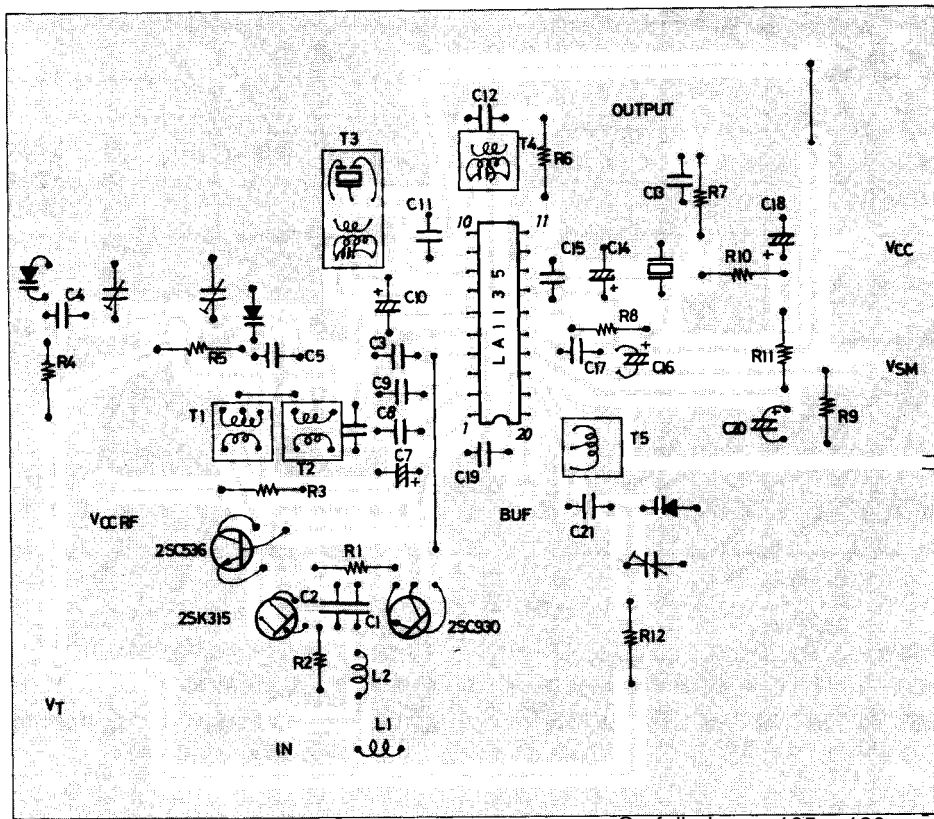 C12
OUTPUT
T3
T4
R6
C11
C13
R7
C18
10
11
C15
C14
VCC
R10
C4
C10
LA1135
R8
R4
R5
C5
C3
C17
C16
R11
VSM
C9
T1
C8
R9
1
20
C20
T5
T2
C7
C19
R3
BUF
C21
VCCRF
2SC536
R1
2SK315
C2
C1
2SC930
R12
R2
L2
VT
L1
IN